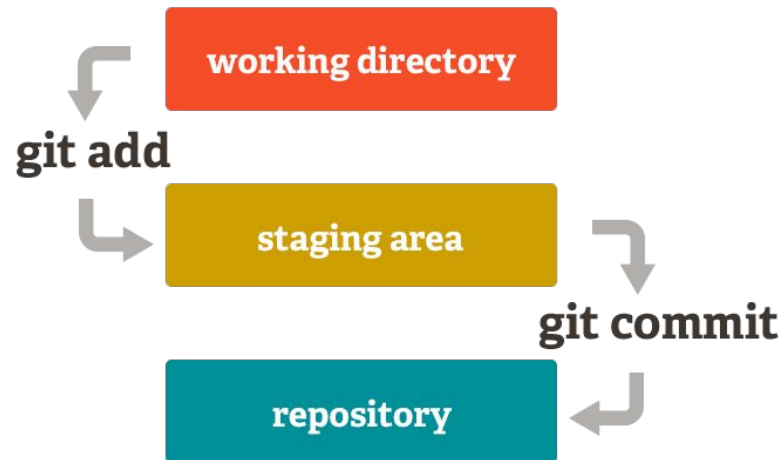 working directory
git add
staging area
git commit
repository